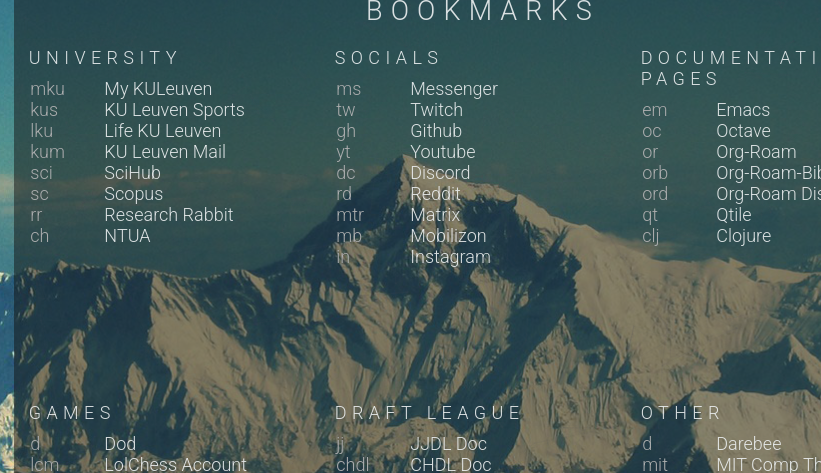 BOOKMARKS
UNIVERSITY
mku My KULeuven
kus KU Leuven Sports
lku Life KU Leuven
kum KU Leuven Mail
sci SciHub
sc Scopus
rr Research Rabbit
ch NTUA
SOCIALS
ms Messenger
tw Twitch
gh Github
yt Youtube
dc Discord
rd Reddit
mtr Matrix
mb Mobilizon
in Instagram
DOCUMENTATI
PAGES
em Emacs
oc Octave
or Org-Roam
orb Org-Roam-Bib
ord Org-Roam Dis
qt Qtile
clj Clojure
GAMES
d Dod
lcm LolChess Account
DRAFT LEAGUE
jj JJDL Doc
chdl CHDL Doc
OTHER
d Darebee
mit MIT Comp Th